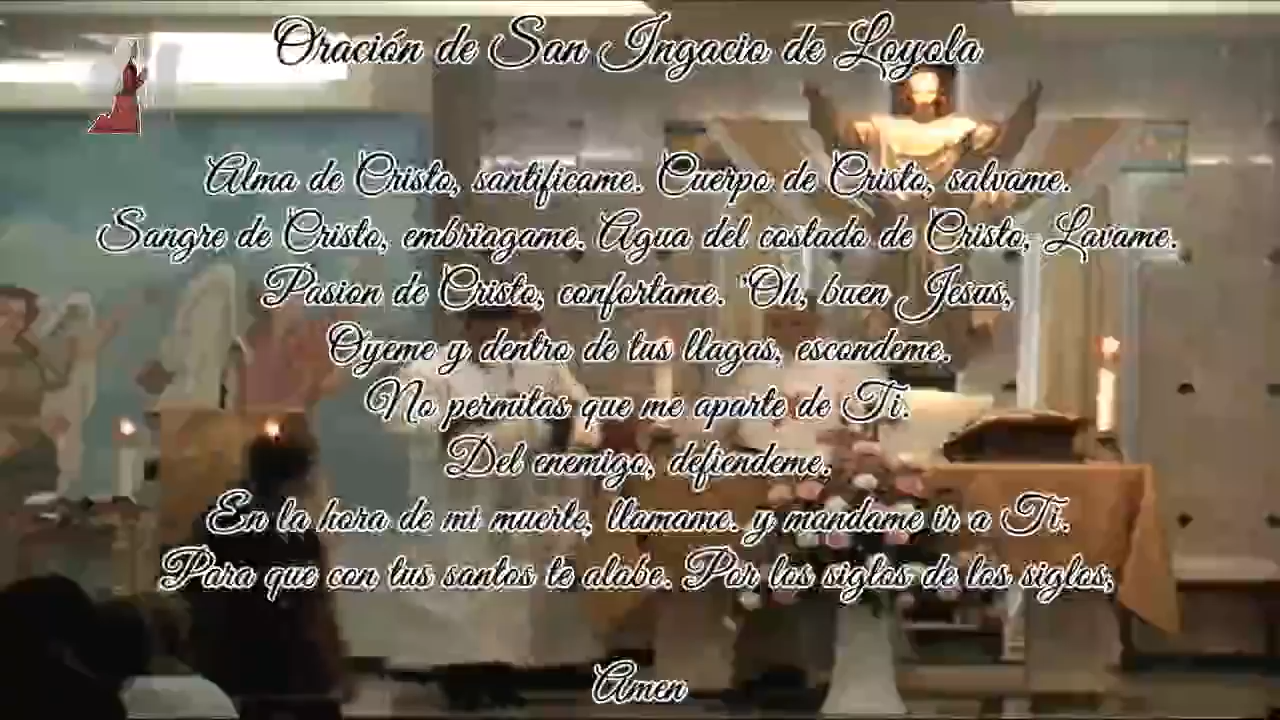 Oración de San Ingacio de Loyola
Alma de Cristo, santificame. Cuerpo de Cristo, salvame.
Sangre de Cristo, embriagame. Agua del costado de Cristo, Lavame.
Pasion de Cristo, confortame. "Oh, buen Jesus,
Oyeme y dentro de tus llagas, escondeme.
No permitas que me aparte de Ti.
Del enemigo, defiendeme.
En la hora de mi muerte, llamame. y mandame ir a Ti.
Para que con tus santos te alabe. Por los siglos de los siglos,
Amen